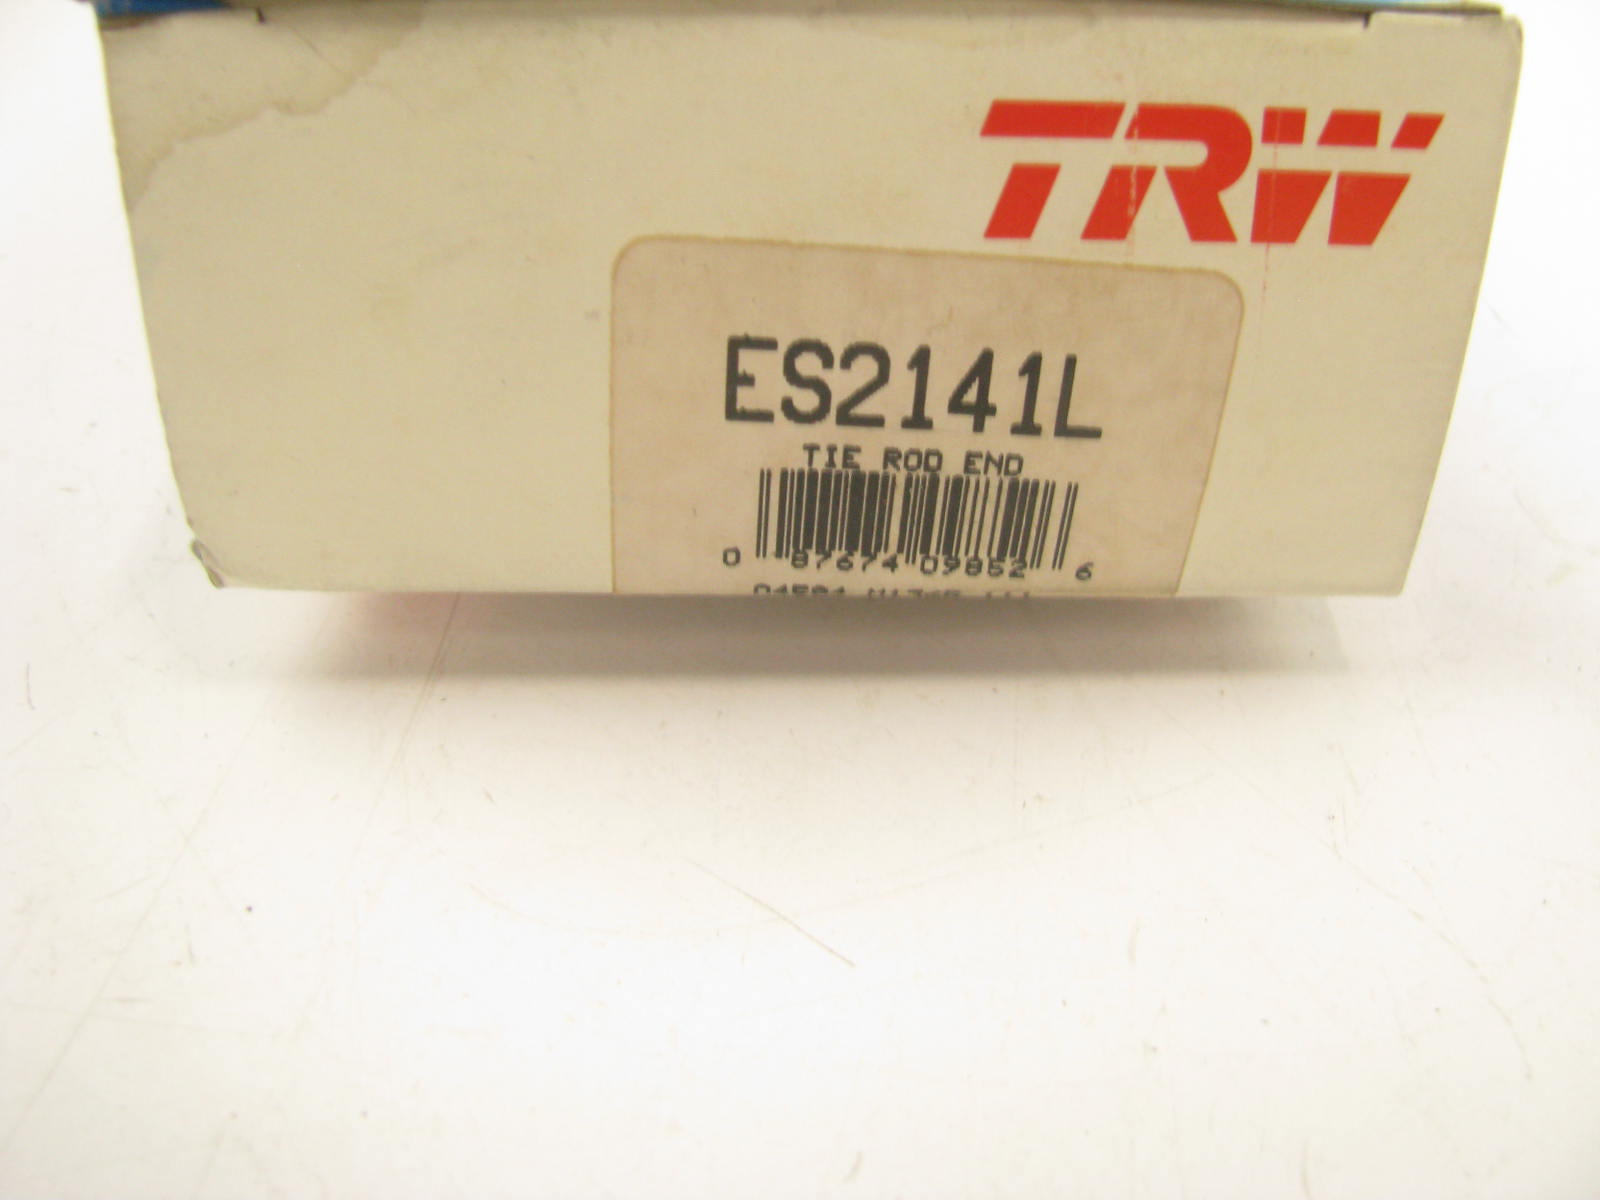 TRW
ES2141L
TIE ROD END
0 87674 09852 6